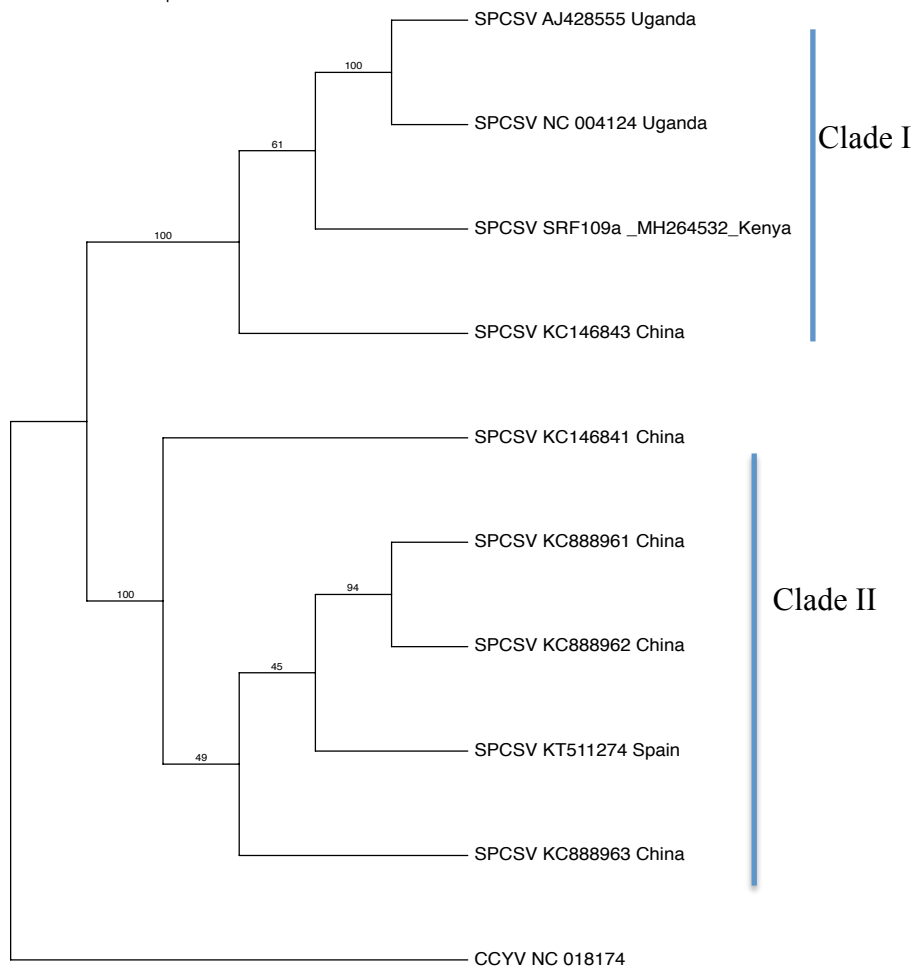 SPCSV AJ428555 Uganda
100
SPCSV NC 004124 Uganda
Clade I
61
SPCSV SRF109a _MH264532_Kenya
100
SPCSV KC146843 China
SPCSV KC146841 China
SPCSV KC888961 China
94
100
Clade II
SPCSV KC888962 China
45
SPCSV KT511274 Spain
49
SPCSV KC888963 China
CCYV NC 018174